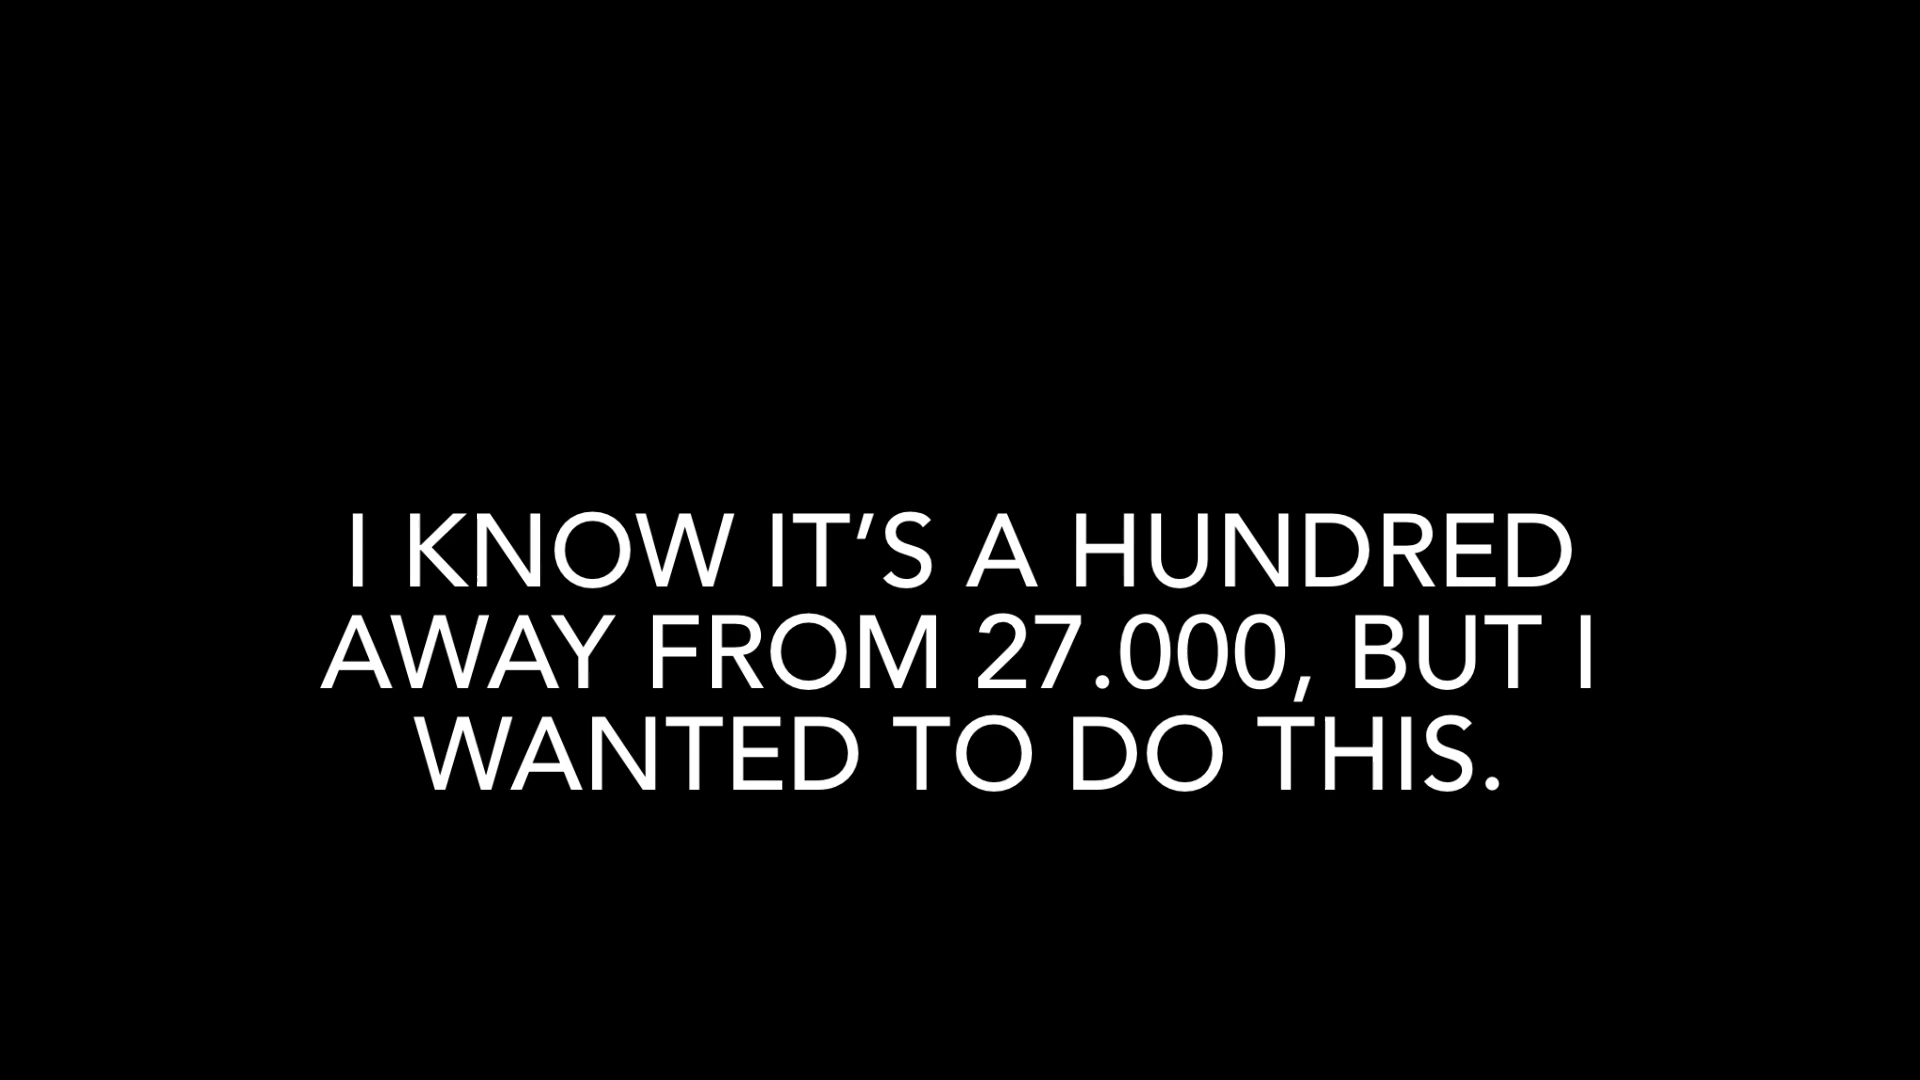 I KNOW IT’S A HUNDRED
AWAY FROM 27.000, BUT I
WANTED TO DO THIS.